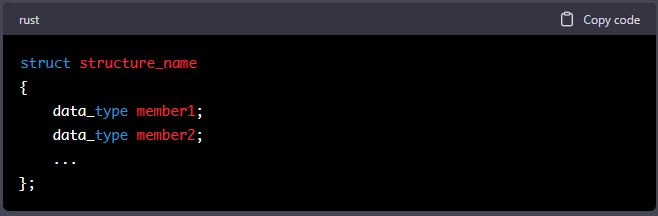 rust
Copy code
struct structure_name
{
    data_type member1;
    data_type member2;
    ...
};